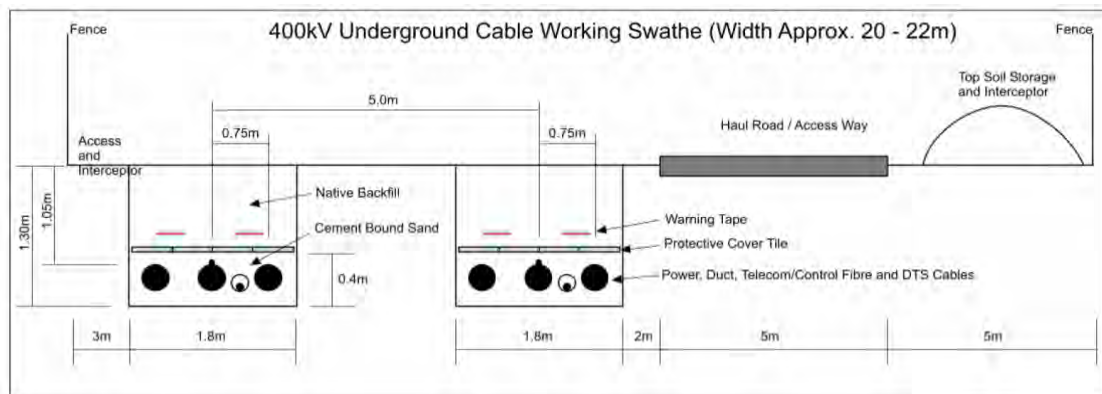 400kV Underground Cable Working Swathe (Width Approx. 20 - 22m)
Fence
Fence
Top Soil Storage
and Interceptor
5.0m
0.75m
0.75m
Haul Road / Access Way
Access
and
Interceptor
Native Backfill
Cement Bound Sand
Warning Tape
Protective Cover Tile
Power, Duct, Telecom/Control Fibre and DTS Cables
1.30m
1.05m
0.4m
3m
1.8m
1.8m
2m
5m
5m